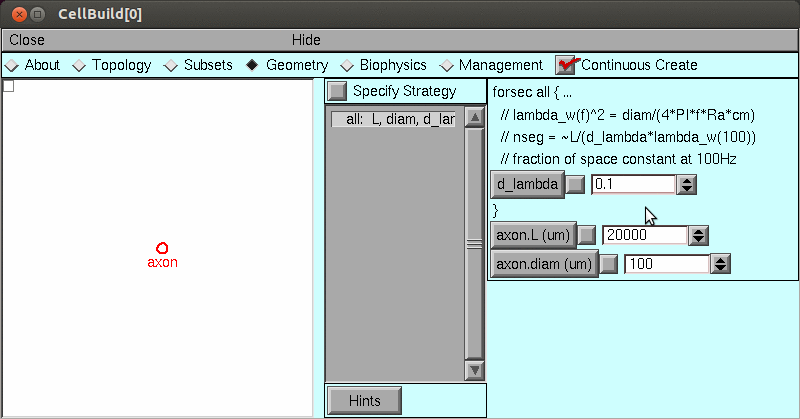 CellBuild[0]
Close Hide
About Topology Subsets Geometry Biophysics Management Continuous Create
Specify Strategy
all: L, diam, d_lar
axon
Hints
forsec all { ...
// lambda_w(f)^2 = diam/(4*PI*f*Ra*cm)
// nseg = ~L/(d_lambda*lambda_w(100))
// fraction of space constant at 100Hz
d_lambda 0.1
}
axon.L (um) 20000
axon.diam (um) 100